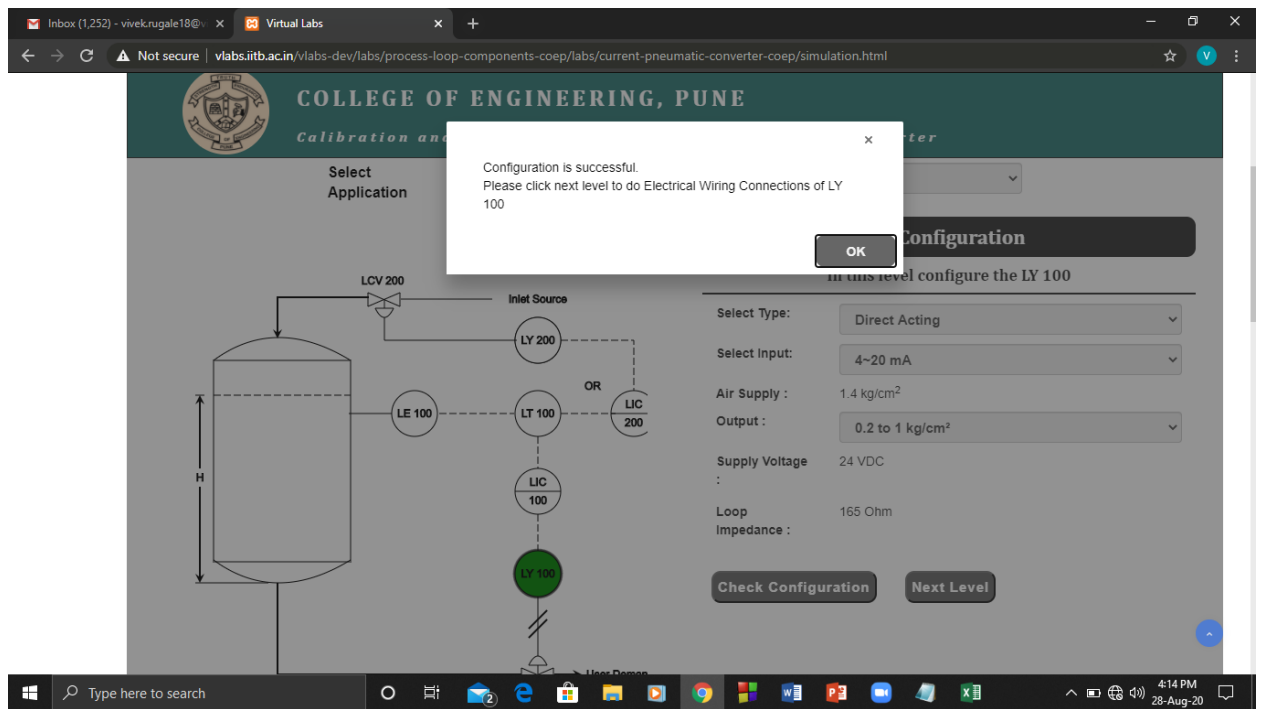 Inbox (1,252) - vivek.rugale18@v
Virtual Labs
Not secure | vlabs.iitb.ac.in/vlabs-dev/labs/process-loop-components-coep/labs/current-pneumatic-converter-coep/simulation.html
V
COLLEGE OF ENGINEERING, PUNE
Calibration and
rter
Select
Application
Configuration is successful.
Please click next level to do Electrical Wiring Connections of LY
100
OK
Configuration
In this level configure the LY 100
LCV 200
Inlet Source
LY 200
OR
LE 100
LT 100
LIC
200
H
LIC
100
LY 100
User Deman
Select Type:
Direct Acting
Select Input:
4~20 mA
Air Supply :
1.4 kg/cm²
Output :
0.2 to 1 kg/cm²
Supply Voltage
:
24 VDC
Loop
Impedance :
165 Ohm
Check Configuration
Next Level
Type here to search
2
4:14 PM
28-Aug-20